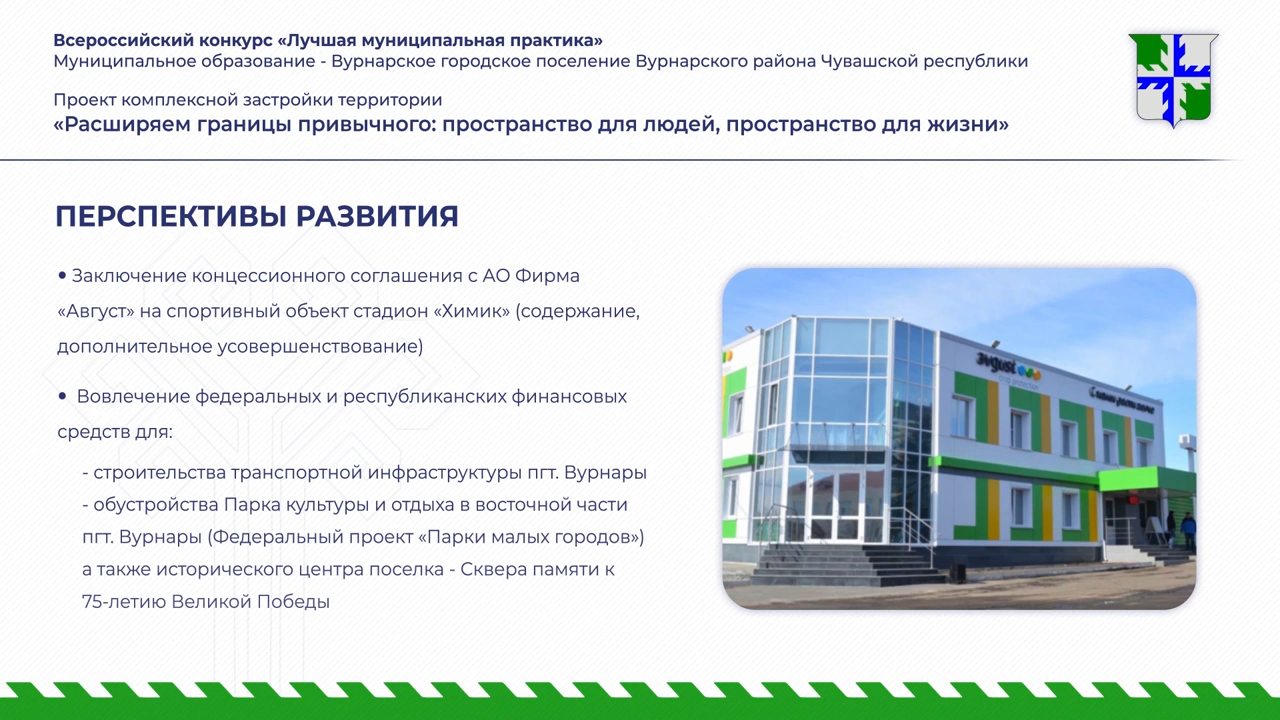 Всероссийский конкурс «Лучшая муниципальная практика»
Муниципальное образование - Вурнарское городское поселение Вурнарского района Чувашской республики
Проект комплексной застройки территории
«Расширяем границы привычного: пространство для людей, пространство для жизни»
ПЕРСПЕКТИВЫ РАЗВИТИЯ
• Заключение концессионного соглашения с АО Фирма
«Август» на спортивный объект стадион «Химик» (содержание,
дополнительное усовершенствование)
• Вовлечение федеральных и республиканских финансовых
средств для:
- строительства транспортной инфраструктуры пгт. Вурнары
- обустройства Парка культуры и отдыха в восточной части
пгт. Вурнары (Федеральный проект «Парки малых городов»)
а также исторического центра поселка - Сквера памяти к
75-летию Великой Победы
avgust